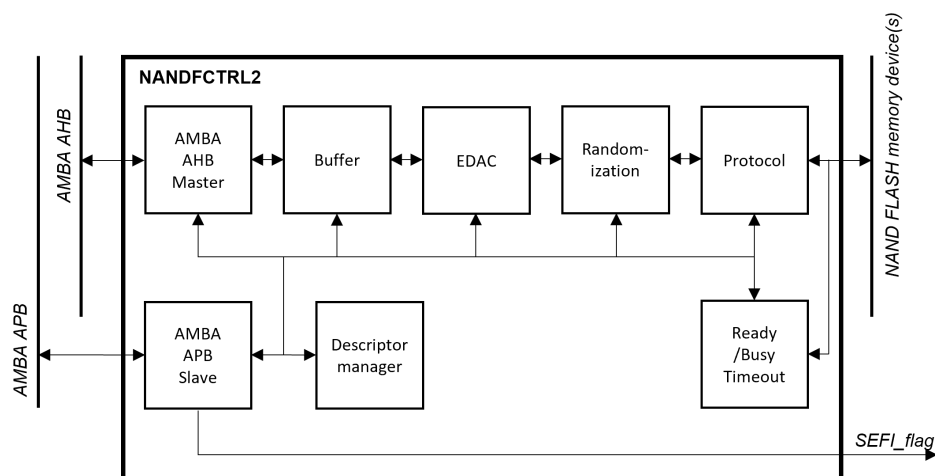 NANDFCTRL2
AMBA AHB
AMBA APB
AMBA
AHB
Master
Buffer
EDAC
Random-
ization
Protocol
NAND FLASH memory device(s)
AMBA
APB
Slave
Descriptor
manager
Ready
/Busy
Timeout
SEFI_flag